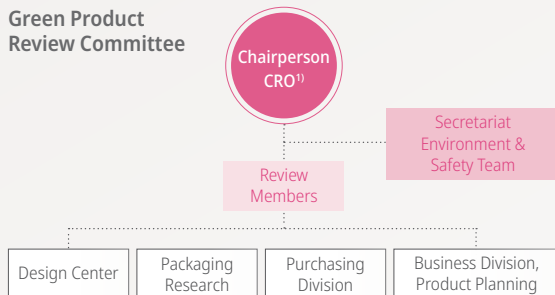 Green Product
Review Committee
Chairperson
CRO¹⁾
Secretariat
Environment &
Safety Team
Review
Members
Design Center
Packaging
Research
Purchasing
Division
Business Division,
Product Planning